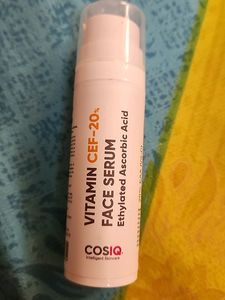 VITAMIN CEF-20%
FACE SERUM
Ethylated Ascorbic Acid
COSIQ
Intelligent Skincare